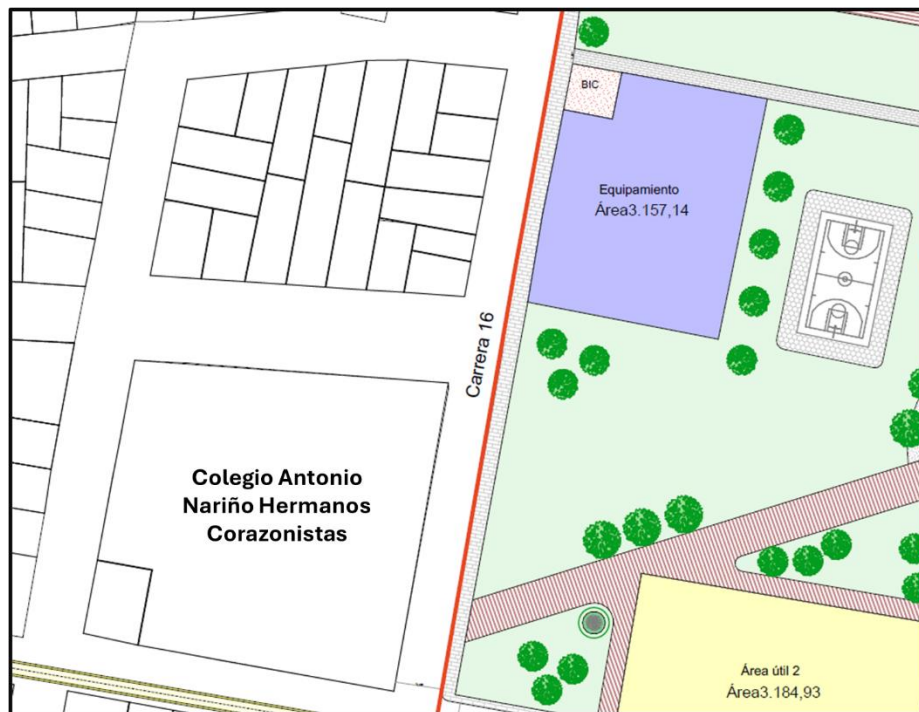 BIC
Equipamiento
Área3.157,14
Carrera 16
Colegio Antonio
Nariño Hermanos
Corazonistas
Área útil 2
Área3.184,93